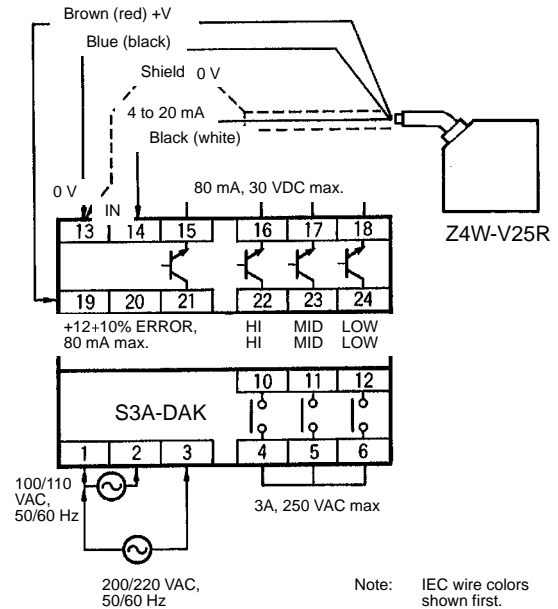 Brown (red) +V
Blue (black)
Shield 0 V
4 to 20 mA
Black (white)
0 V
IN
80 mA, 30 VDC max.
Z4W-V25R
13 14 15 16 17 18
19 20 21 22 23 24
+12+10% ERROR, HI MID LOW
80 mA max. HI MID LOW
10 11 12
S3A-DAK
1 2 3 4 5 6
100/110
VAC,
50/60 Hz
3A, 250 VAC max
200/220 VAC,
50/60 Hz
Note: IEC wire colors
shown first.